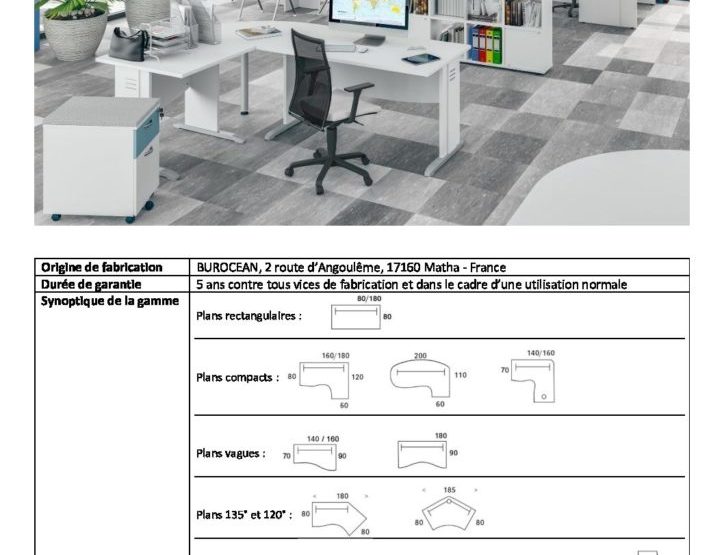 Origine de fabrication BUROCEAN, 2 route d'Angoulême, 17160 Matha - France
Durée de garantie 5 ans contre tous vices de fabrication et dans le cadre d'une utilisation normale
Synoptique de la gamme
80/180
Plans rectangulaires : 80
160/180 200 140/160
Plans compacts : 80 120 110 70
60 60
140 / 160 180
Plans vagues : 70 90 90
< 180 > < 185 >
Plans 135° et 120° : 80 80 80 80